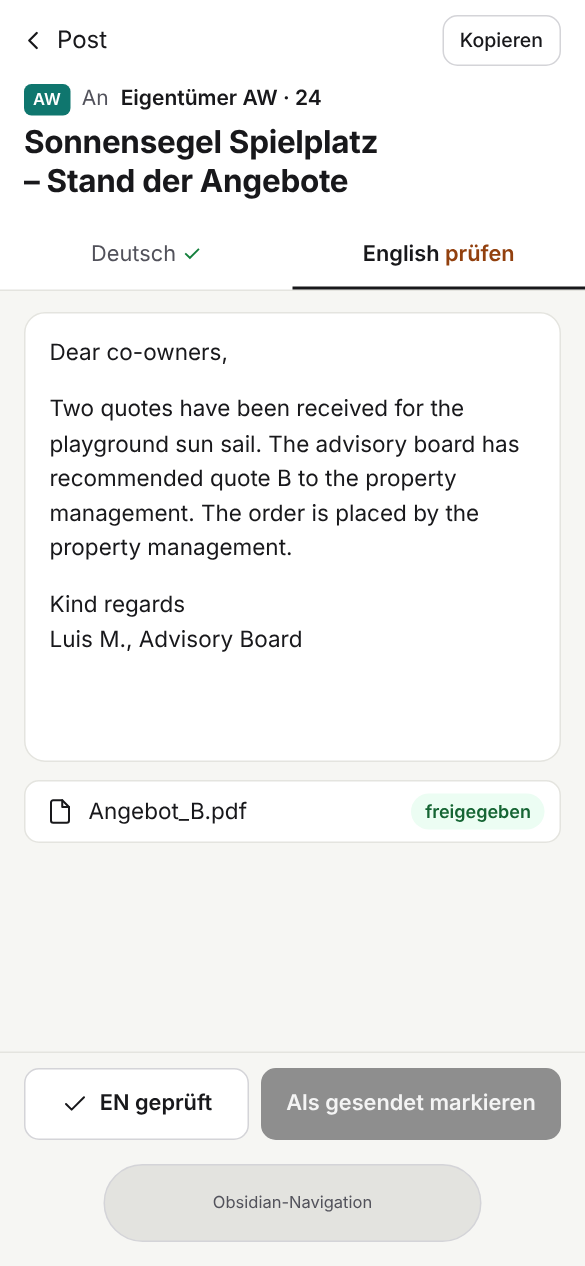 Post
Kopieren
AW An Eigentümer AW · 24
Sonnensegel Spielplatz
– Stand der Angebote
Deutsch ✓
English prüfen
Dear co-owners,
Two quotes have been received for the
playground sun sail. The advisory board has
recommended quote B to the property
management. The order is placed by the
property management.
Kind regards
Luis M., Advisory Board
Angebot_B.pdf
freigegeben
✓ EN geprüft
Als gesendet markieren
Obsidian-Navigation